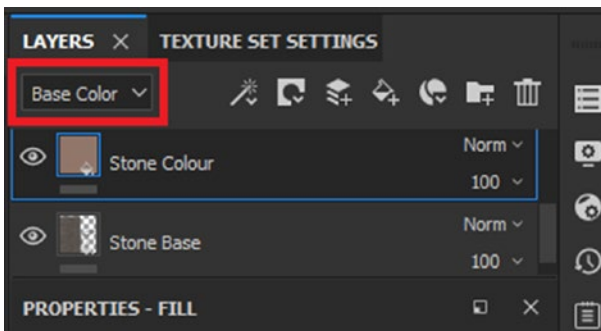 LAYERS × TEXTURE SET SETTINGS
Base Color
Stone Colour Norm
100
Stone Base Norm
100
PROPERTIES - FILL